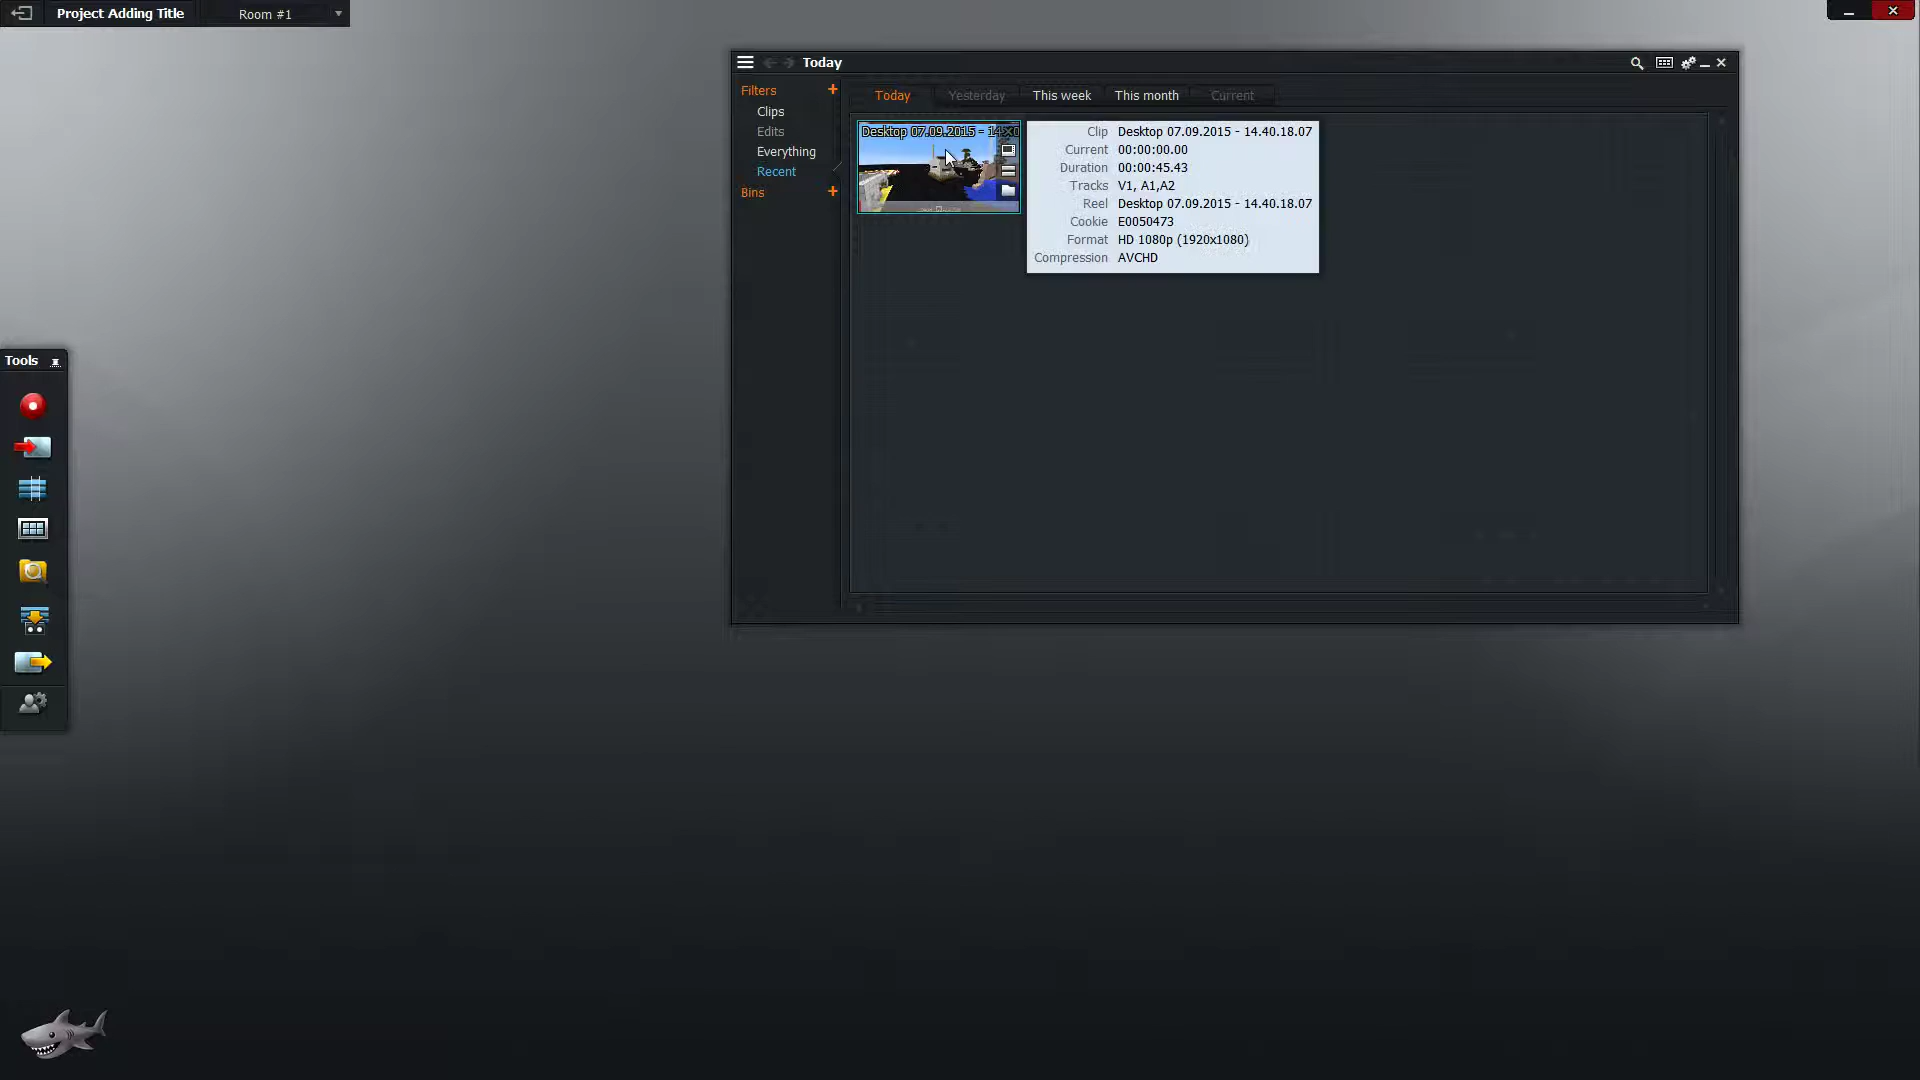 Project Adding Title
Room #1
Today
Filters +
Clips
Edits
Everything
Recent
Bins +
Today
Yesterday
This week
This month
Current
Desktop 07.09.2015 - 14
Clip Desktop 07.09.2015 - 14.40.18.07
Current 00:00:00.00
Duration 00:00:45.43
Tracks V1, A1,A2
Reel Desktop 07.09.2015 - 14.40.18.07
Cookie E0050473
Format HD 1080p (1920x1080)
Compression AVCHD
Tools